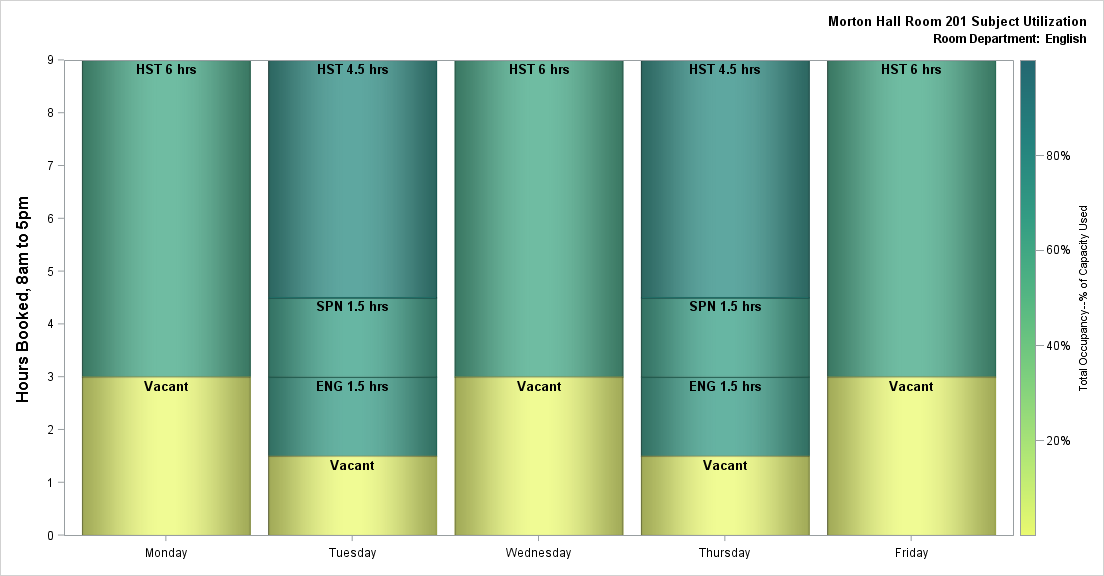 Morton Hall Room 201 Subject Utilization
Room Department: English
Hours Booked, 8am to 5pm
9
8
7
6
5
4
3
2
1
0
HST 6 hrs
Vacant
HST 4.5 hrs
SPN 1.5 hrs
ENG 1.5 hrs
Vacant
HST 6 hrs
Vacant
HST 4.5 hrs
SPN 1.5 hrs
ENG 1.5 hrs
Vacant
HST 6 hrs
Vacant
Monday
Tuesday
Wednesday
Thursday
Friday
80%
60%
40%
20%
Total Occupancy--% of Capacity Used